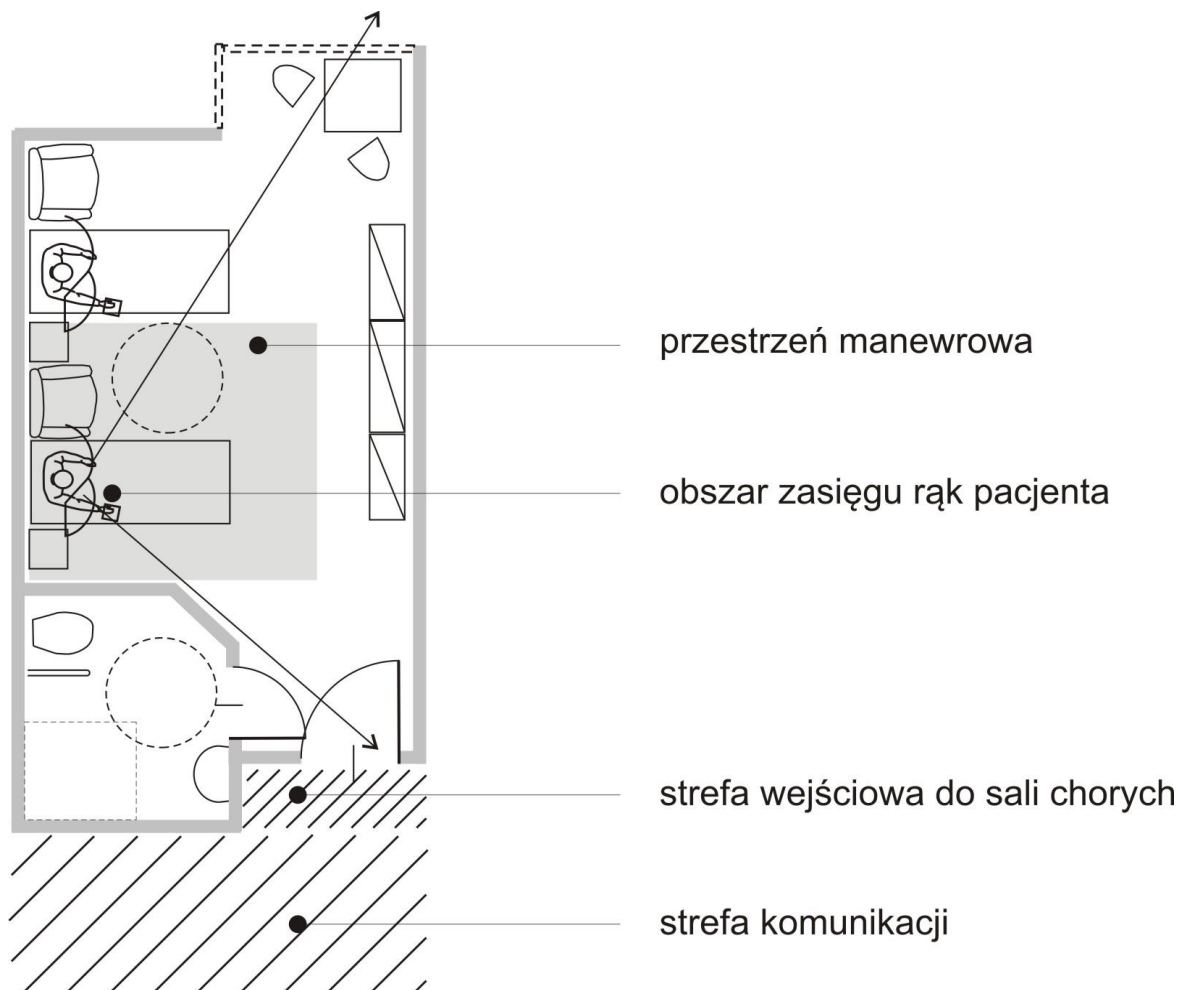 przestrzeń manewrowa
obszar zasięgu rąk pacjenta
strefa wejściowa do sali chorych
strefa komunikacji